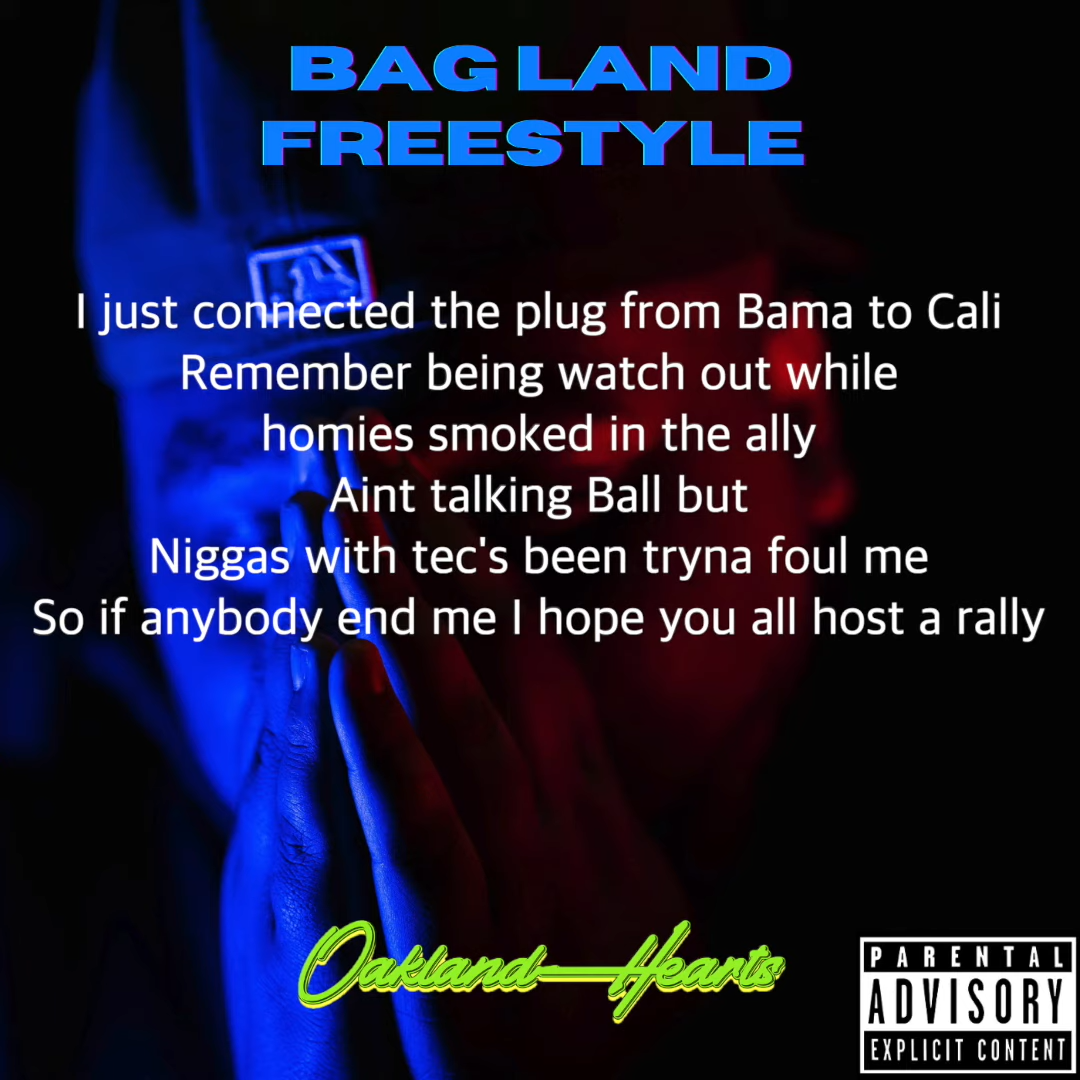 BAG LAND
FREESTYLE
I just connected the plug from Bama to Cali
Remember being watch out while
homies smoked in the ally
Aint talking Ball but
Niggas with tec's been tryna foul me
So if anybody end me I hope you all host a rally
Oakland Hearts
PARENTAL
ADVISORY
EXPLICIT CONTENT